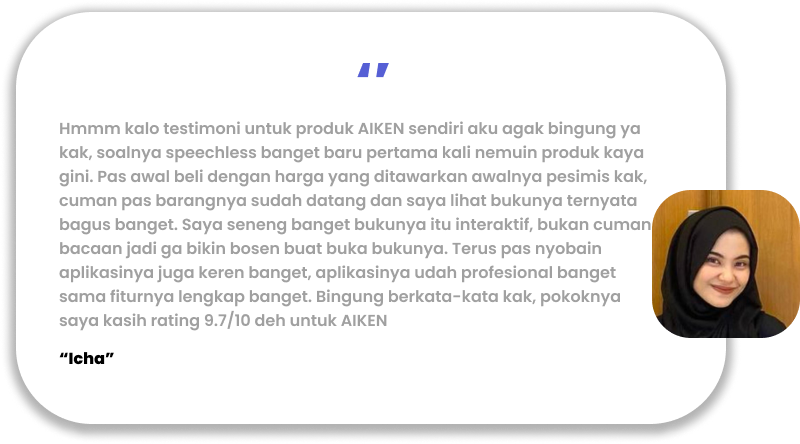 "
Hmmm kalo testimoni untuk produk AIKEN sendiri aku agak bingung ya
kak, soalnya speechless banget baru pertama kali nemuin produk kaya
gini. Pas awal beli dengan harga yang ditawarkan awalnya pesimis kak,
cuman pas barangnya sudah datang dan saya lihat bukunya ternyata
bagus banget. Saya seneng banget bukunya itu interaktif, bukan cuman
bacaan jadi ga bikin bosen buat buka bukunya. Terus pas nyobain
aplikasinya juga keren banget, aplikasinya udah profesional banget
sama fiturnya lengkap banget. Bingung berkata-kata kak, pokoknya
saya kasih rating 9.7/10 deh untuk AIKEN
“Icha”